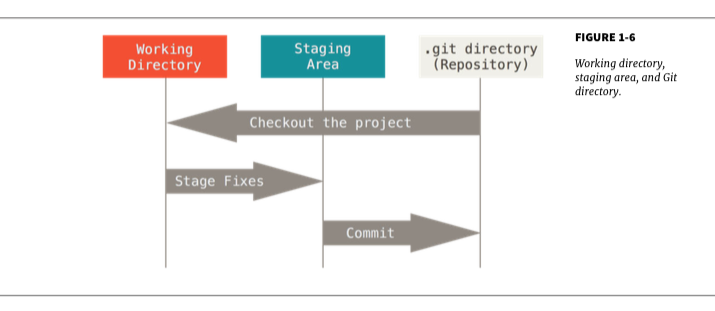 Working
Directory
Staging
Area
.git directory
(Repository)
FIGURE 1-6
Working directory,
staging area, and Git
directory.
Checkout the project
Stage Fixes
Commit